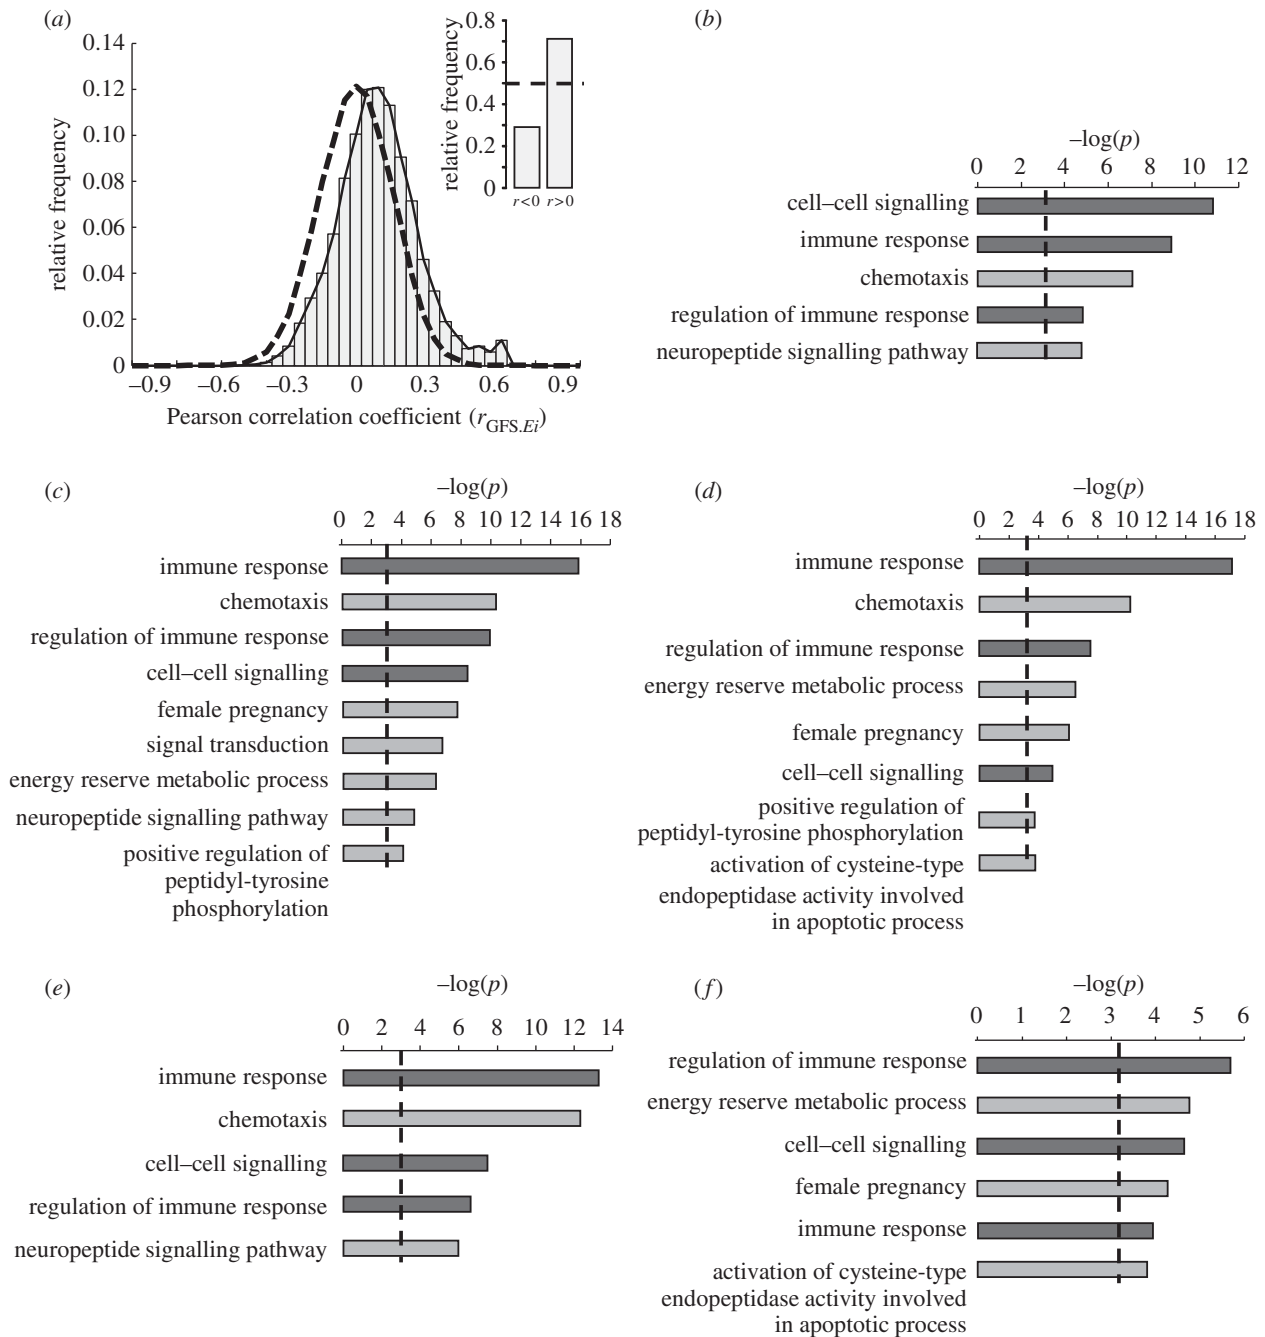 (a)
0.14
0.12
0.10
0.08
0.06
0.04
0.02
0
relative frequency
–0.9 –0.6 –0.3 0 0.3 0.6 0.9
Pearson correlation coefficient (rGFS.Ei)
0.8
0.6
0.4
0.2
0
relative frequency
r<0 r>0
(b)
–log(p)
0 2 4 6 8 10 12
cell–cell signalling
immune response
chemotaxis
regulation of immune response
neuropeptide signalling pathway
(c)
–log(p)
0 2 4 6 8 10 12 14 16 18
immune response
chemotaxis
regulation of immune response
cell–cell signalling
female pregnancy
signal transduction
energy reserve metabolic process
neuropeptide signalling pathway
positive regulation of
peptidyl-tyrosine
phosphorylation
(d)
–log(p)
0 2 4 6 8 10 12 14 16 18
immune response
chemotaxis
regulation of immune response
energy reserve metabolic process
female pregnancy
cell–cell signalling
positive regulation of
peptidyl-tyrosine phosphorylation
activation of cysteine-type
endopeptidase activity involved
in apoptotic process
(e)
–log(p)
0 2 4 6 8 10 12 14
immune response
chemotaxis
cell–cell signalling
regulation of immune response
neuropeptide signalling pathway
(f)
–log(p)
0 1 2 3 4 5 6
regulation of immune response
energy reserve metabolic process
cell–cell signalling
female pregnancy
immune response
activation of cysteine-type
endopeptidase activity involved
in apoptotic process